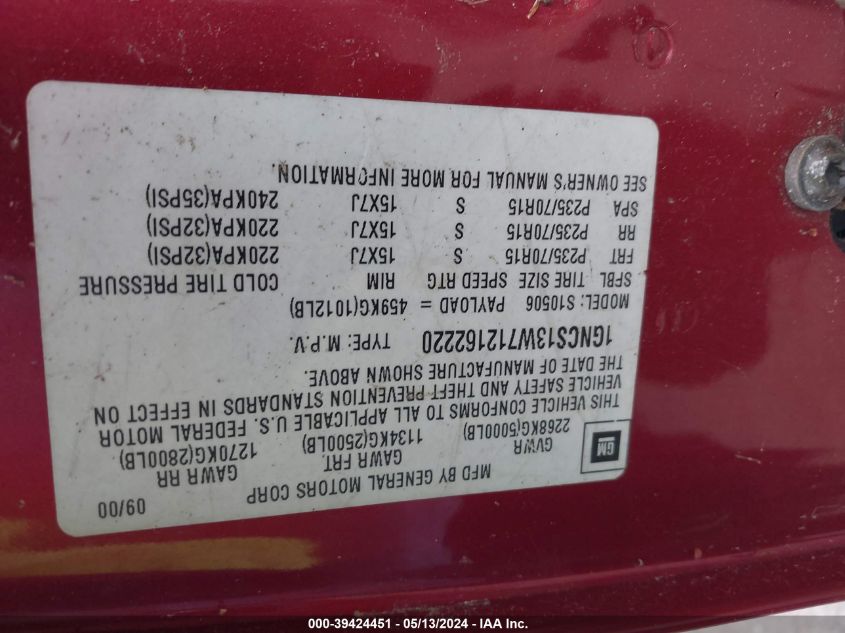 MFD BY GENERAL MOTORS CORP 09/00
GM
GVWR GAWR FRT. GAWR RR
2268KG(5000LB) 1134KG(2500LB) 1270KG(2800LB)
THIS VEHICLE CONFORMS TO ALL APPLICABLE U.S. FEDERAL MOTOR
VEHICLE SAFETY AND THEFT PREVENTION STANDARDS IN EFFECT ON
THE DATE OF MANUFACTURE SHOWN ABOVE.
1GNCS13W712162220 TYPE: M.P.V.
MODEL: S10506 PAYLOAD = 459KG(1012LB)
SFBL TIRE SIZE SPEED RTG RIM COLD TIRE PRESSURE
FRT P235/70R15 S 15X7J 220KPA(32PSI)
RR P235/70R15 S 15X7J 220KPA(32PSI)
SPA P235/70R15 S 15X7J 240KPA(35PSI)
SEE OWNER'S MANUAL FOR MORE INFORMATION.
000-39424451 - 05/13/2024 - IAA Inc.